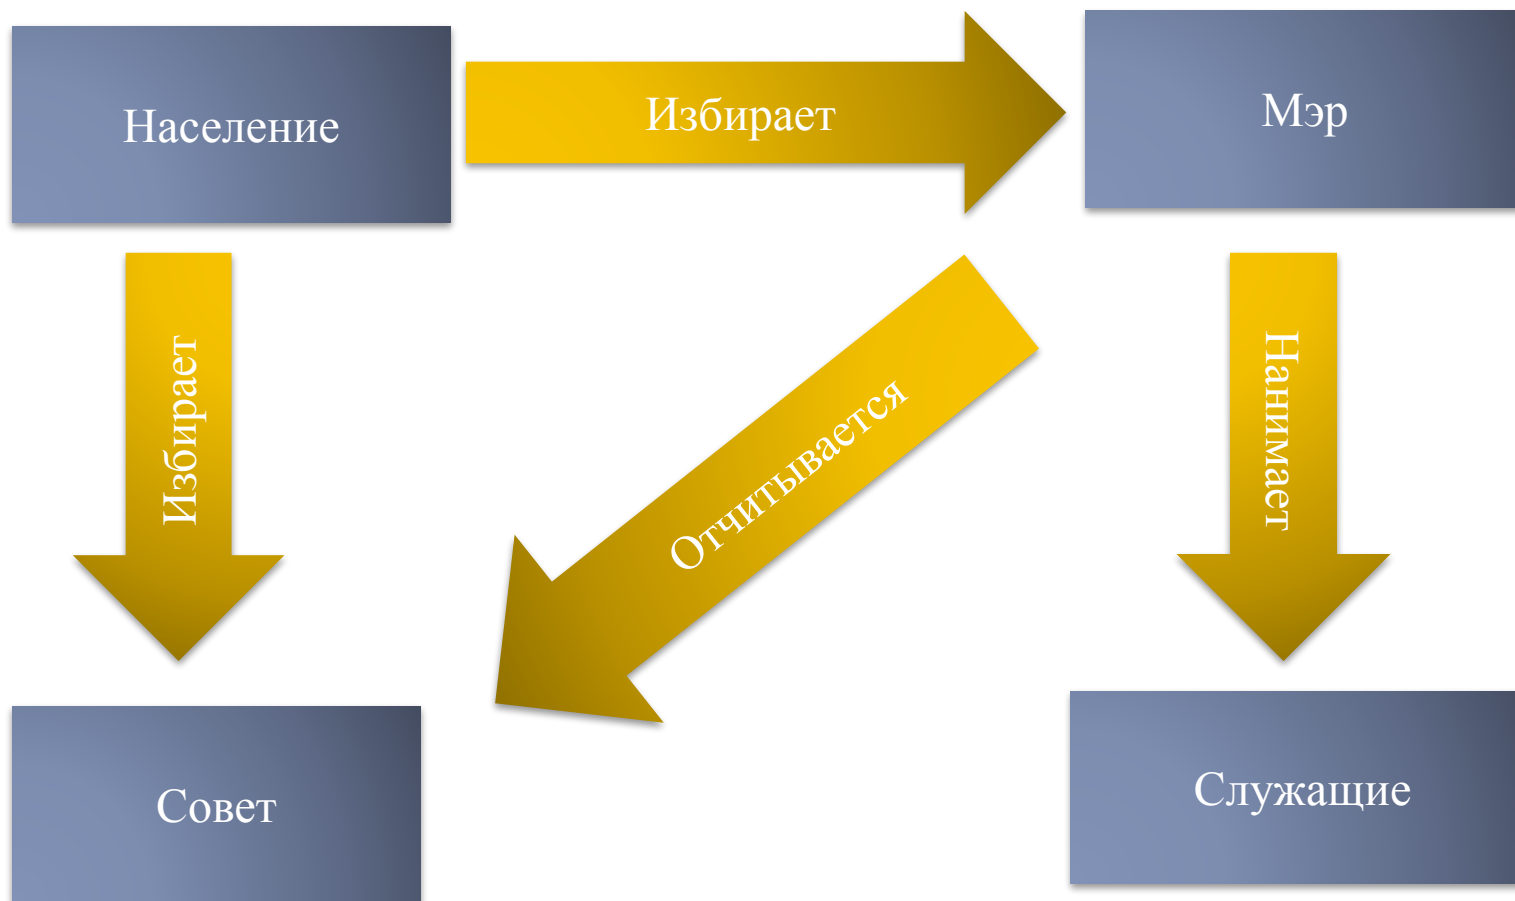 Население
Избирает
Мэр
Избирает
Отчитывается
Нанимает
Совет
Служащие